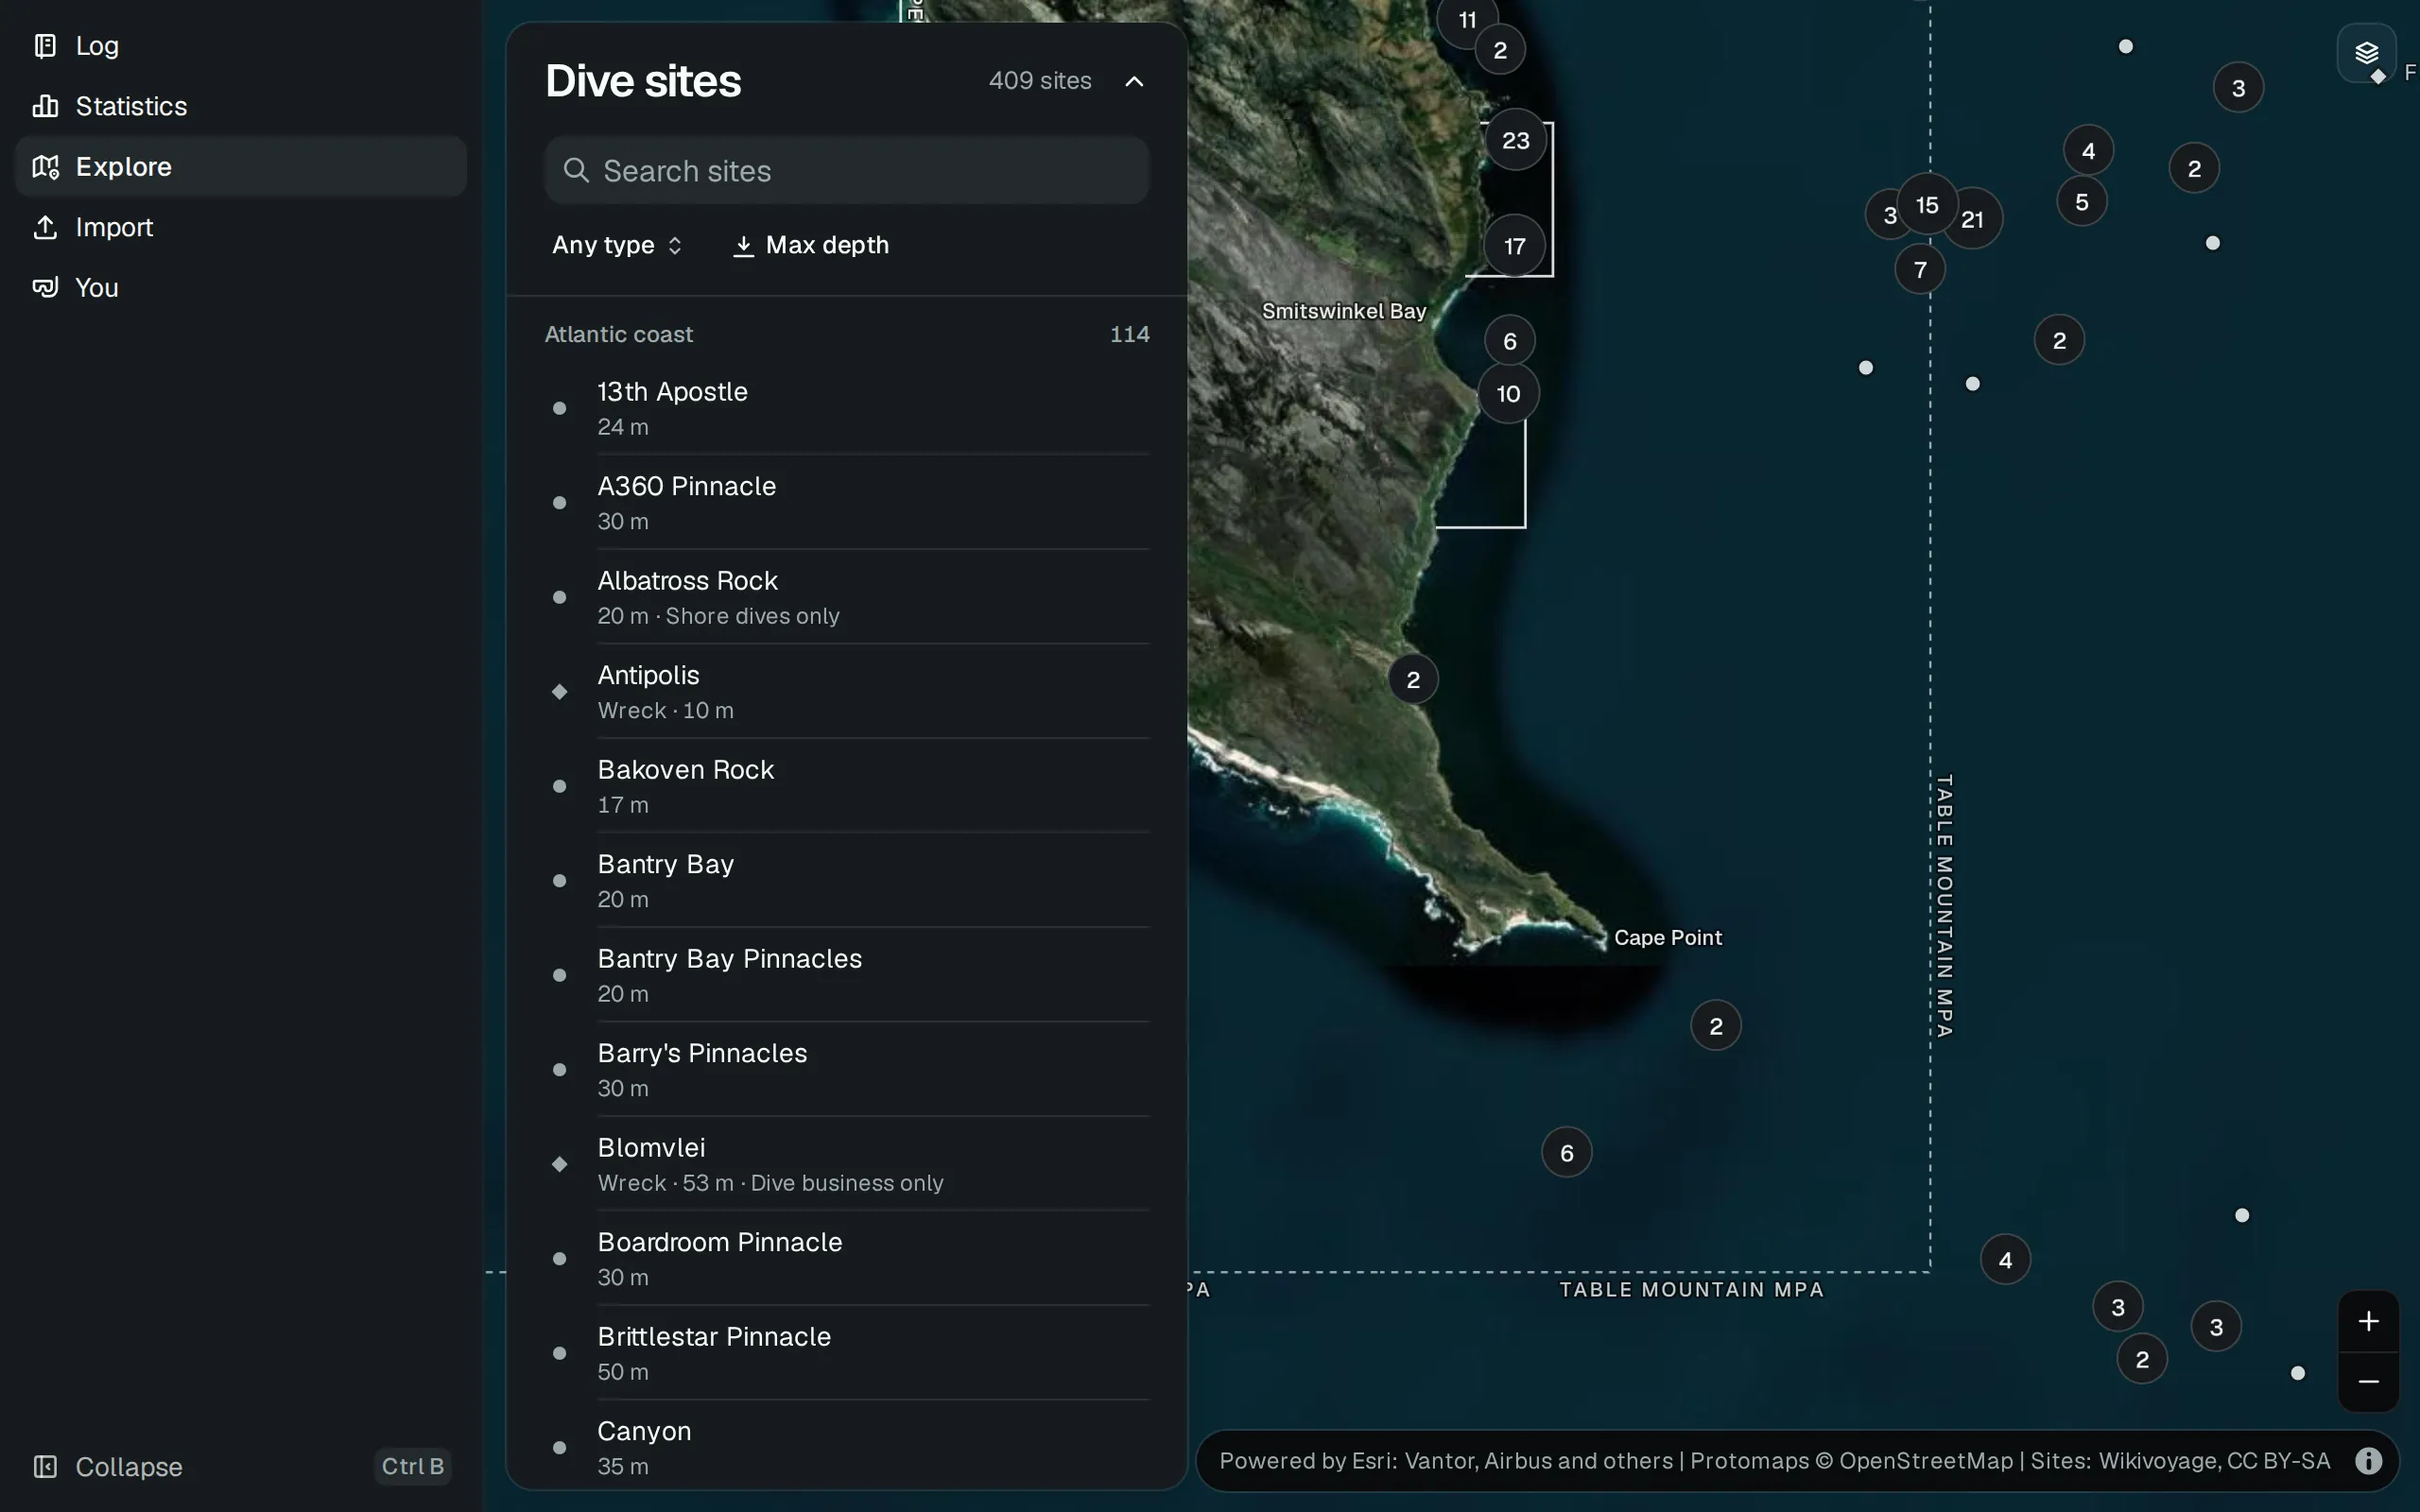 Log
Statistics
Explore
Import
You
Collapse
Ctrl B
Dive sites
409 sites
Search sites
Any type
Max depth
Atlantic coast
114
13th Apostle
24 m
A360 Pinnacle
30 m
Albatross Rock
20 m · Shore dives only
Antipolis
Wreck · 10 m
Bakoven Rock
17 m
Bantry Bay
20 m
Bantry Bay Pinnacles
20 m
Barry's Pinnacles
30 m
Blomvlei
Wreck · 53 m · Dive business only
Boardroom Pinnacle
30 m
Brittlestar Pinnacle
50 m
Canyon
35 m
11
2
23
17
Smitswinkel Bay
6
10
2
Cape Point
2
6
3
4
2
5
3
15
21
7
2
F
TABLE MOUNTAIN MPA
PA
TABLE MOUNTAIN MPA
4
3
3
2
Powered by Esri: Vantor, Airbus and others | Protomaps © OpenStreetMap | Sites: Wikivoyage, CC BY-SA